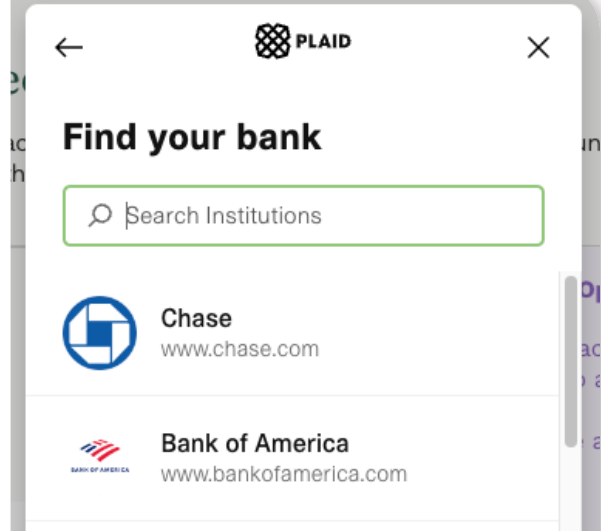 PLAID
Find your bank
Search Institutions
Chase
www.chase.com
BANK OF AMERICA
Bank of America
www.bankofamerica.com